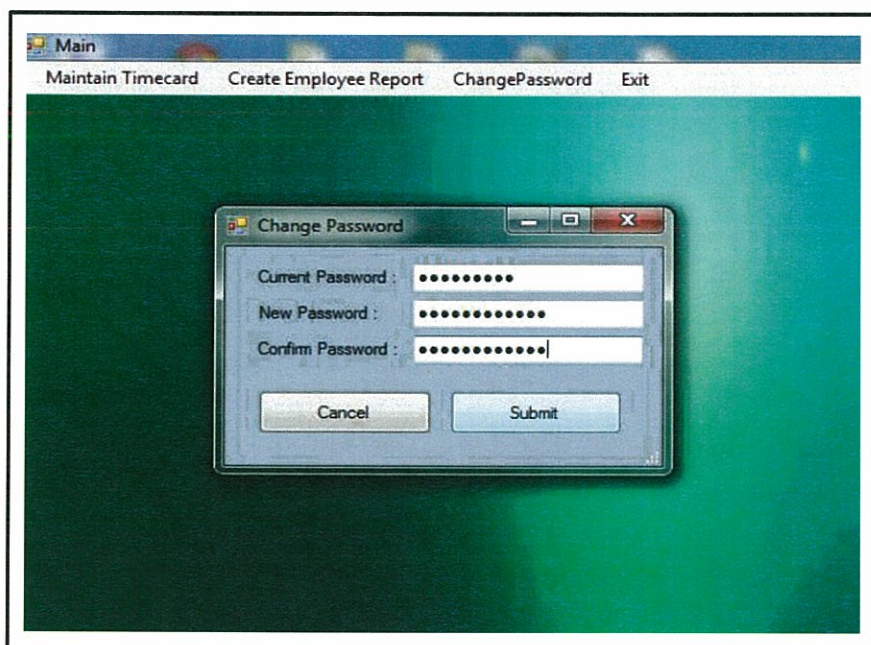 Main
Maintain Timecard Create Employee Report ChangePassword Exit
Change Password
Current Password : •••••••••
New Password : ••••••••••••
Confirm Password : ••••••••••••
Cancel Submit